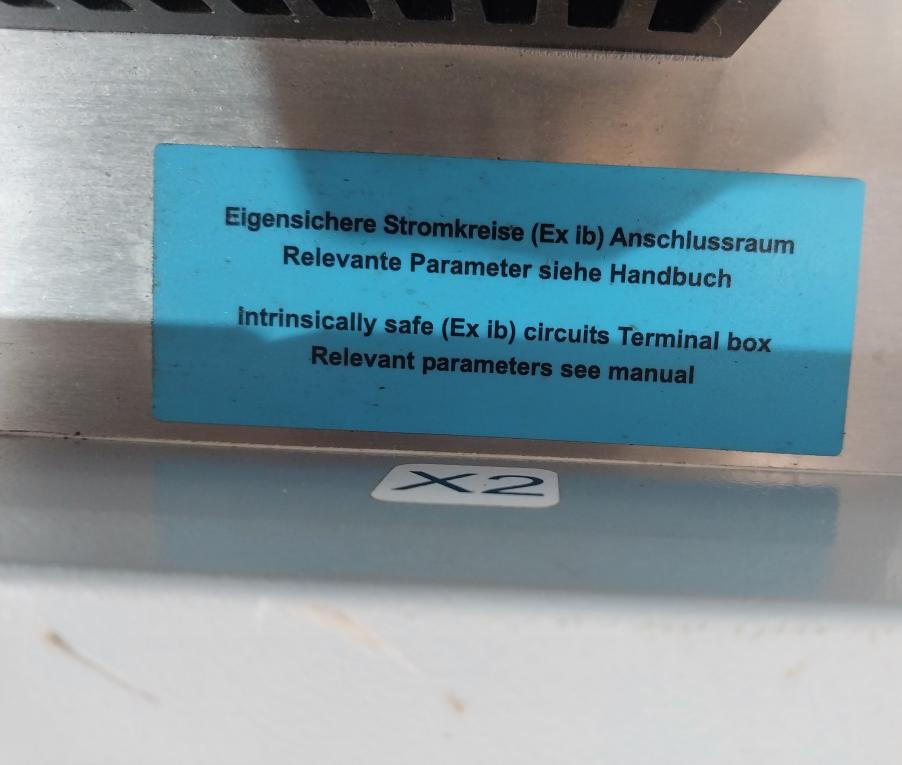 Eigensichere Stromkreise (Ex ib) Anschlussraum
Relevante Parameter siehe Handbuch
Intrinsically safe (Ex ib) circuits Terminal box
Relevant parameters see manual
X2